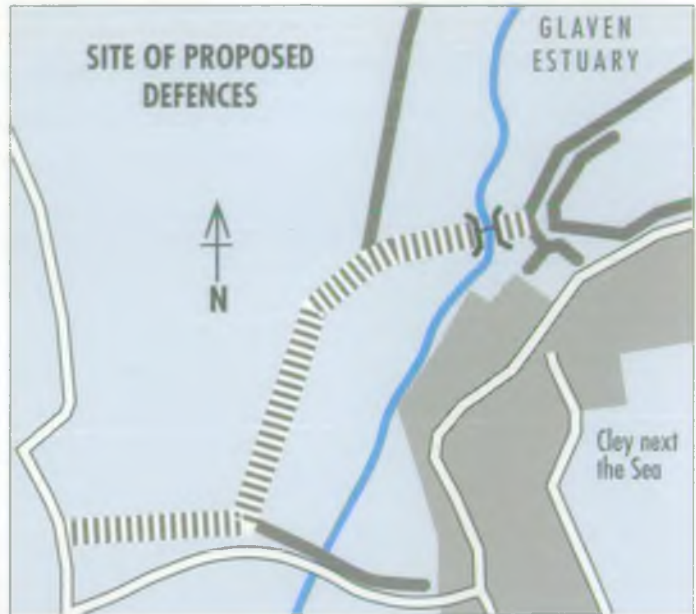 SITE OF PROPOSED
DEFENCES
GLAVEN
ESTUARY
N
Cley next
the Sea